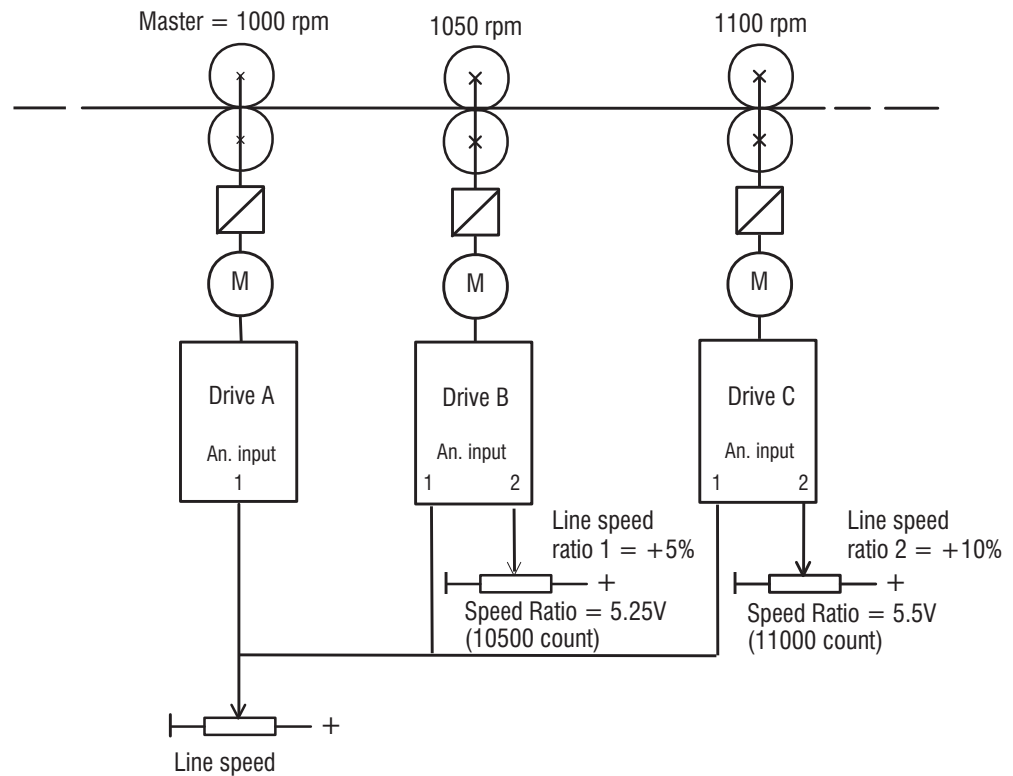 Master = 1000 rpm
1050 rpm
1100 rpm
M
M
M
Drive A
An. input
1
Drive B
An. input
1 2
Drive C
An. input
1 2
Line speed
ratio 1 = +5%
+
Speed Ratio = 5.25V
(10500 count)
Line speed
ratio 2 = +10%
+
Speed Ratio = 5.5V
(11000 count)
+
Line speed